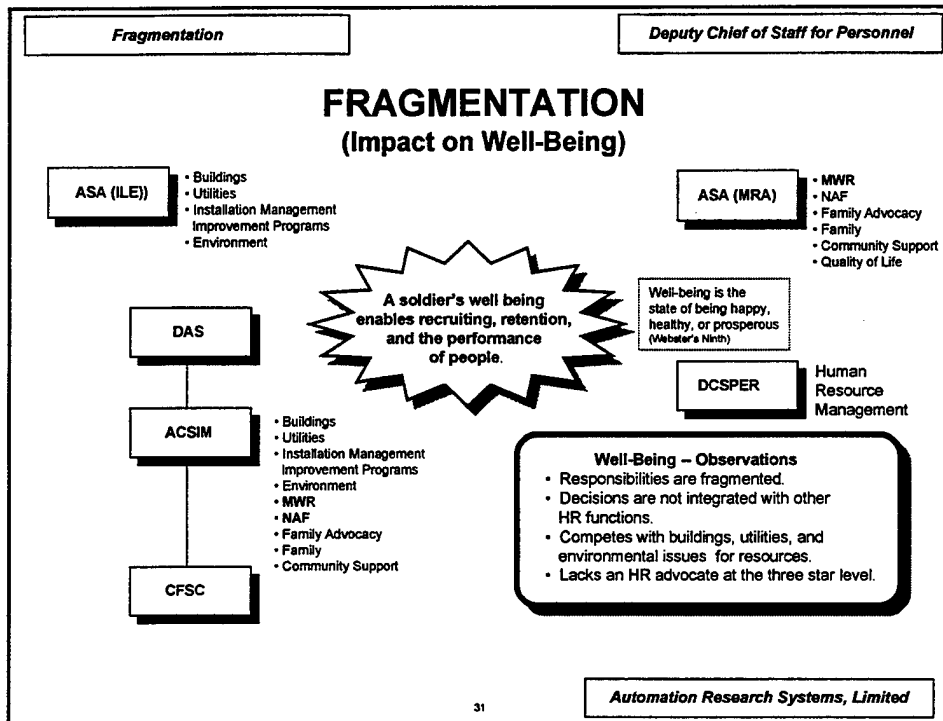 Fragmentation
Deputy Chief of Staff for Personnel
FRAGMENTATION
(Impact on Well-Being)
ASA (ILE))
• Buildings
• Utilities
• Installation Management
Improvement Programs
• Environment
ASA (MRA)
• MWR
• NAF
• Family Advocacy
• Family
• Community Support
• Quality of Life
A soldier's well being
enables recruiting, retention,
and the performance
of people.
Well-being is the
state of being happy,
healthy, or prosperous
(Webster's Ninth)
DAS
DCSPER
Human
Resource
Management
ACSIM
• Buildings
• Utilities
• Installation Management
Improvement Programs
• Environment
• MWR
• NAF
• Family Advocacy
• Family
• Community Support
CFSC
Well-Being – Observations
• Responsibilities are fragmented.
• Decisions are not integrated with other
HR functions.
• Competes with buildings, utilities, and
environmental issues for resources.
• Lacks an HR advocate at the three star level.
31
Automation Research Systems, Limited